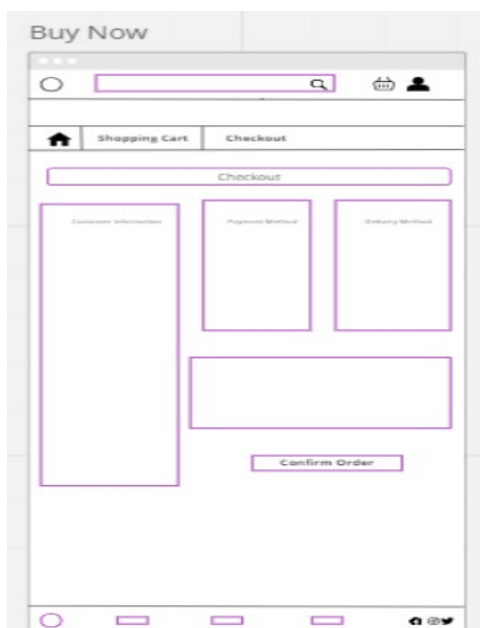 Buy Now
Shopping Cart Checkout
Checkout
Customer Information Payment Method Delivery Method
Confirm Order